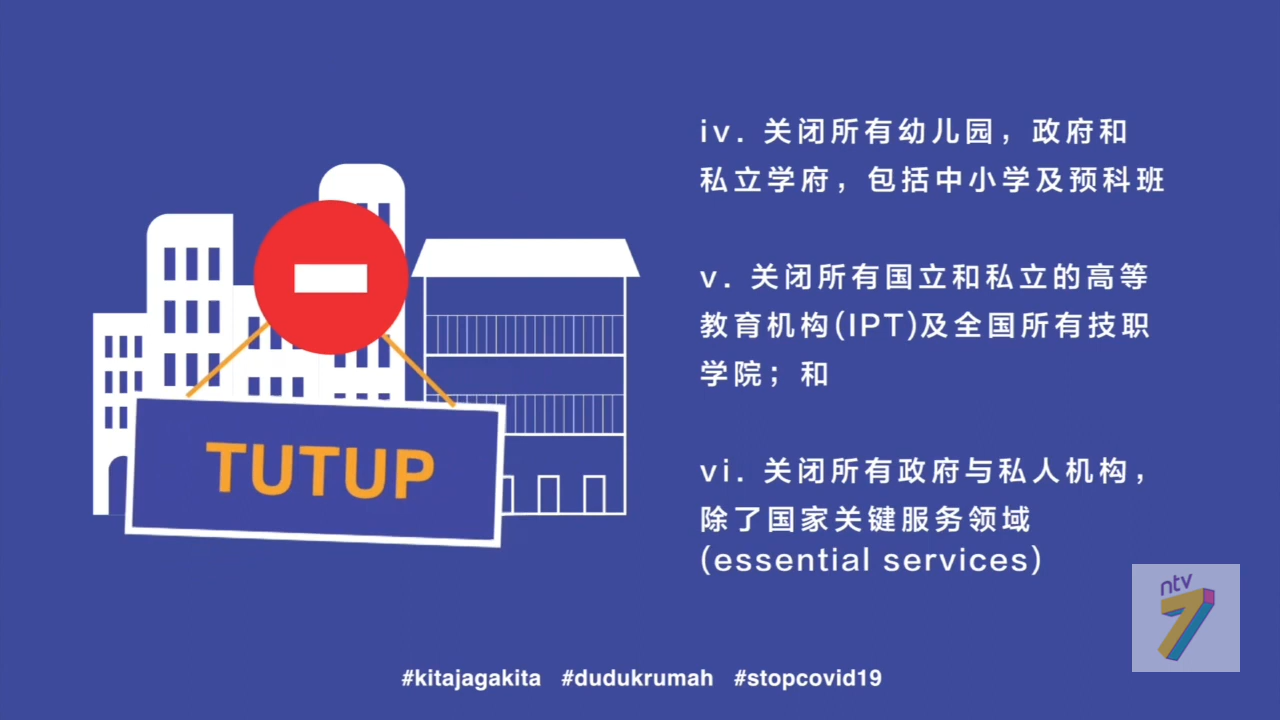 iv. 关闭所有幼儿园，政府和
私立学府，包括中小学及预科班
v. 关闭所有国立和私立的高等
教育机构(IPT)及全国所有技职
学院；和
vi. 关闭所有政府与私人机构，
除了国家关键服务领域
(essential services)
TUTUP
ntv
7
#kitajagakita #dudukrumah #stopcovid19